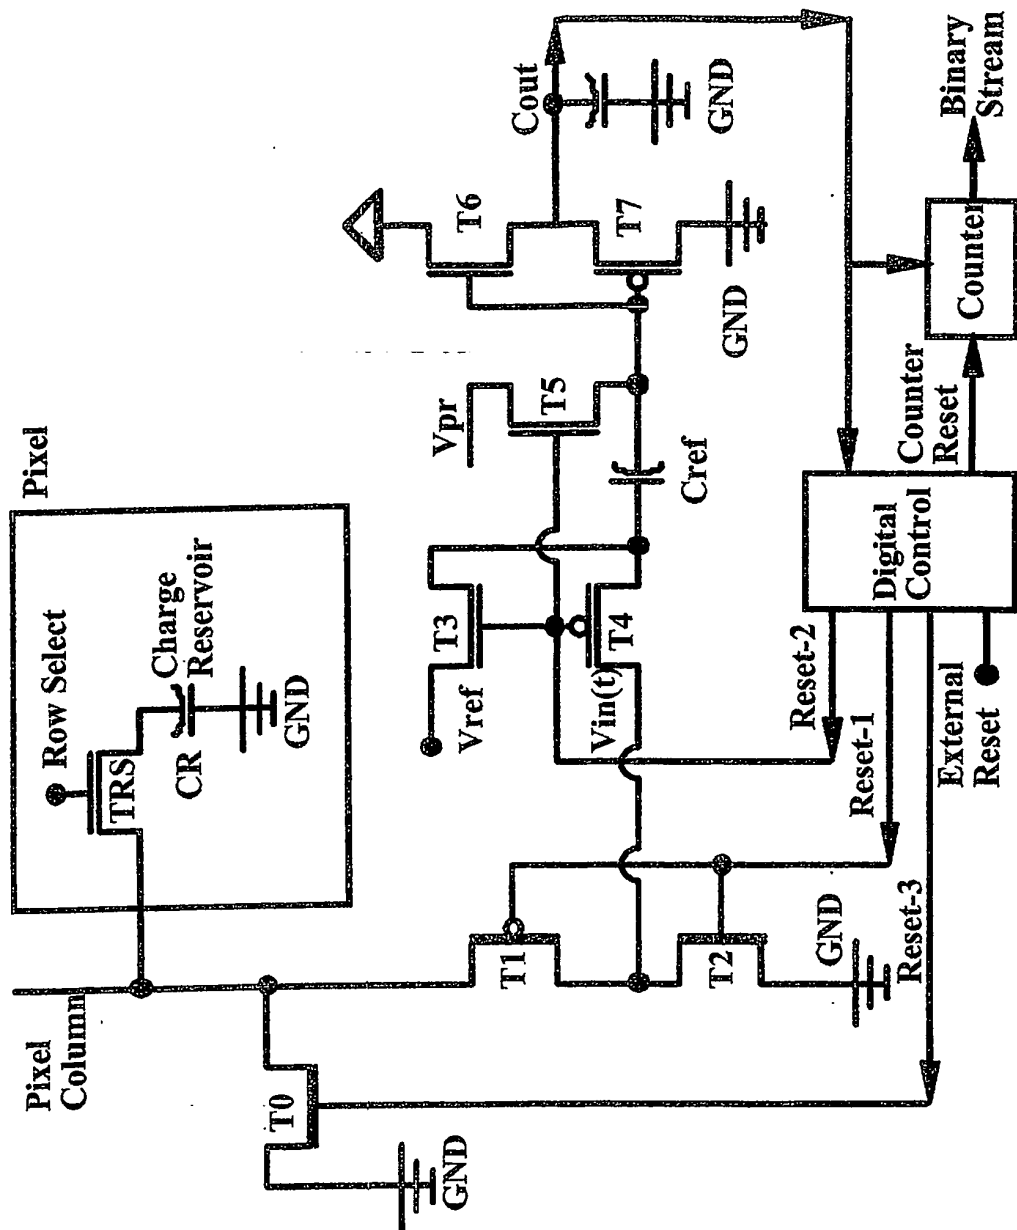 Pixel
Column
T0
GND
Pixel
Row Select
TRS
Charge
Reservoir
CR
GND
T1
T2
GND
Vref
T3
Vin(t)
T4
Vpr
T5
Cref
T6
T7
GND
Cout
GND
Reset-2
Reset-1
Reset-3
External
Reset
Digital
Control
Counter
Reset
Counter
Binary
Stream